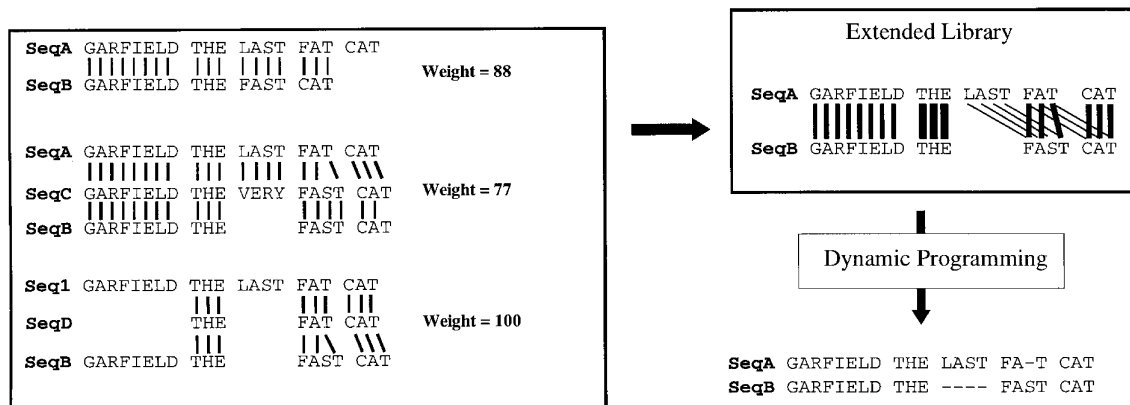 SeqA GARFIELD THE LAST FAT CAT
SeqB GARFIELD THE FAST CAT
Weight = 88
SeqA GARFIELD THE LAST FAT CAT
SeqC GARFIELD THE VERY FAST CAT
SeqB GARFIELD THE FAST CAT
Weight = 77
Seq1 GARFIELD THE LAST FAT CAT
SeqD THE FAT CAT
SeqB GARFIELD THE FAST CAT
Weight = 100
Extended Library
SeqA GARFIELD THE LAST FAT CAT
SeqB GARFIELD THE FAST CAT
Dynamic Programming
SeqA GARFIELD THE LAST FA-T CAT
SeqB GARFIELD THE ---- FAST CAT